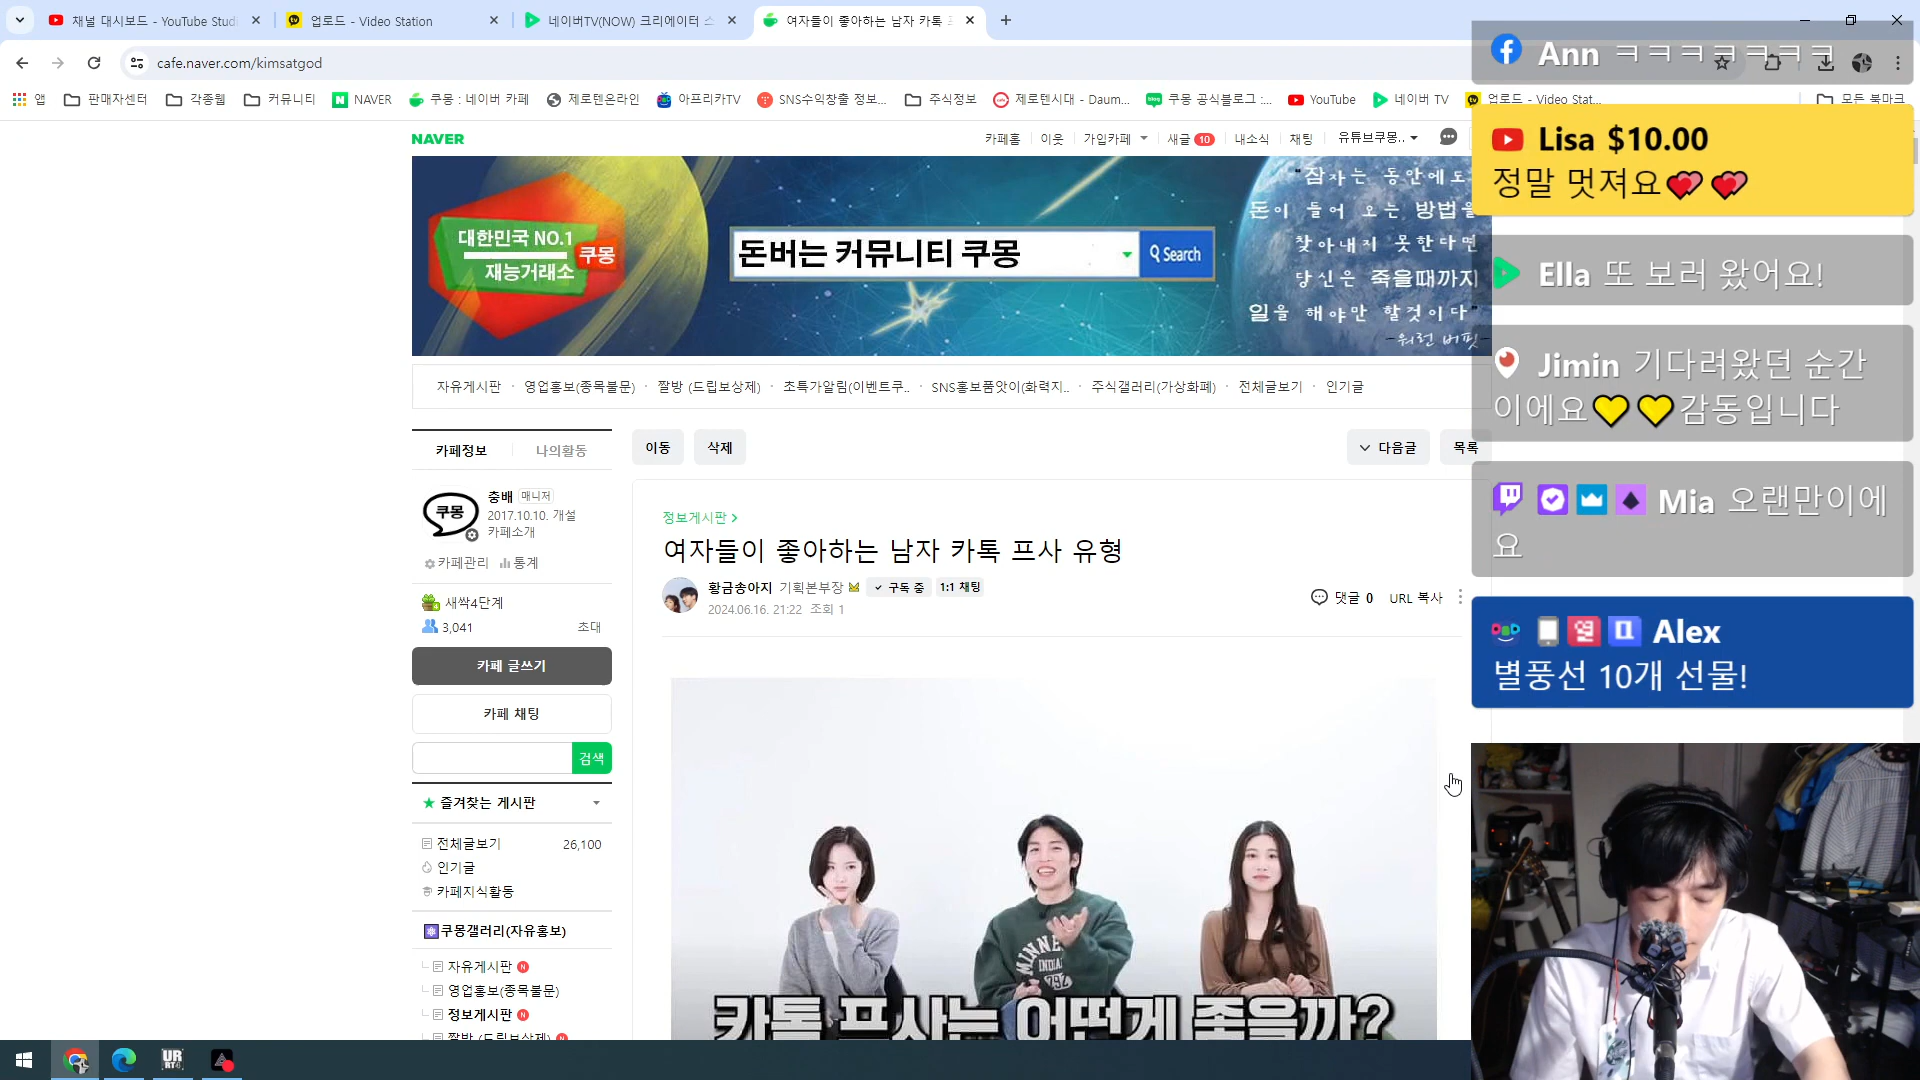 채널 대시보드 - YouTube Stud
업로드 - Video Station
네이버TV(NOW) 크리에이터 스
여자들이 좋아하는 남자 카톡
cafe.naver.com/kimsatgod
앱
판매자센터
각종웹
커뮤니티
NAVER
쿠몽 : 네이버 카페
제로텐온라인
아프리카TV
SNS수익창출 정보...
주식정보
제로텐시대 - Daum...
쿠몽 공식블로그 :...
YouTube
네이버 TV
업로드 - Video Stat...
모든 북마크
NAVER
카페홈
이웃
가입카페
새글 10
내소식
채팅
유튜브쿠몽..
대한민국 NO.1
재능거래소
쿠몽
돈버는 커뮤니티 쿠몽
Search
"잠자는 동안에도
돈이 들어 오는 방법을
찾아내지 못한다면
당신은 죽을때까지
일을 해야만 할것이다"
-워런 버핏-
자유게시판
영업홍보(종목불문)
짤방 (드립보상제)
초특가알림(이벤트쿠..
SNS홍보품앗이(화력지..
주식갤러리(가상화폐)
전체글보기
인기글
카페정보
나의활동
이동
삭제
다음글
목록
쿠몽
충배 매니저
2017.10.10. 개설
카페소개
카페관리
통계
새싹4단계
3,041
초대
카페 글쓰기
카페 채팅
검색
즐겨찾는 게시판
전체글보기
26,100
인기글
카페지식활동
쿠몽갤러리(자유홍보)
자유게시판 N
영업홍보(종목불문)
정보게시판 N
짤방 (드립보상제) N
정보게시판
여자들이 좋아하는 남자 카톡 프사 유형
황금송아지 기획본부장 구독 중 1:1 채팅
2024.06.16. 21:22 조회 1
댓글 0
URL 복사
MINNE
INDIA
792
카톡 프사는 어떻게 좋을까?
Ann ㅋㅋㅋㅋㅋㅋㅋ
Lisa $10.00
정말 멋져요💕💕
Ella 또 보러 왔어요!
Jimin 기다려왔던 순간
이에요💛💛감동입니다
Mia 오랜만이에
요
열 Alex
별풍선 10개 선물!
UR
RT4